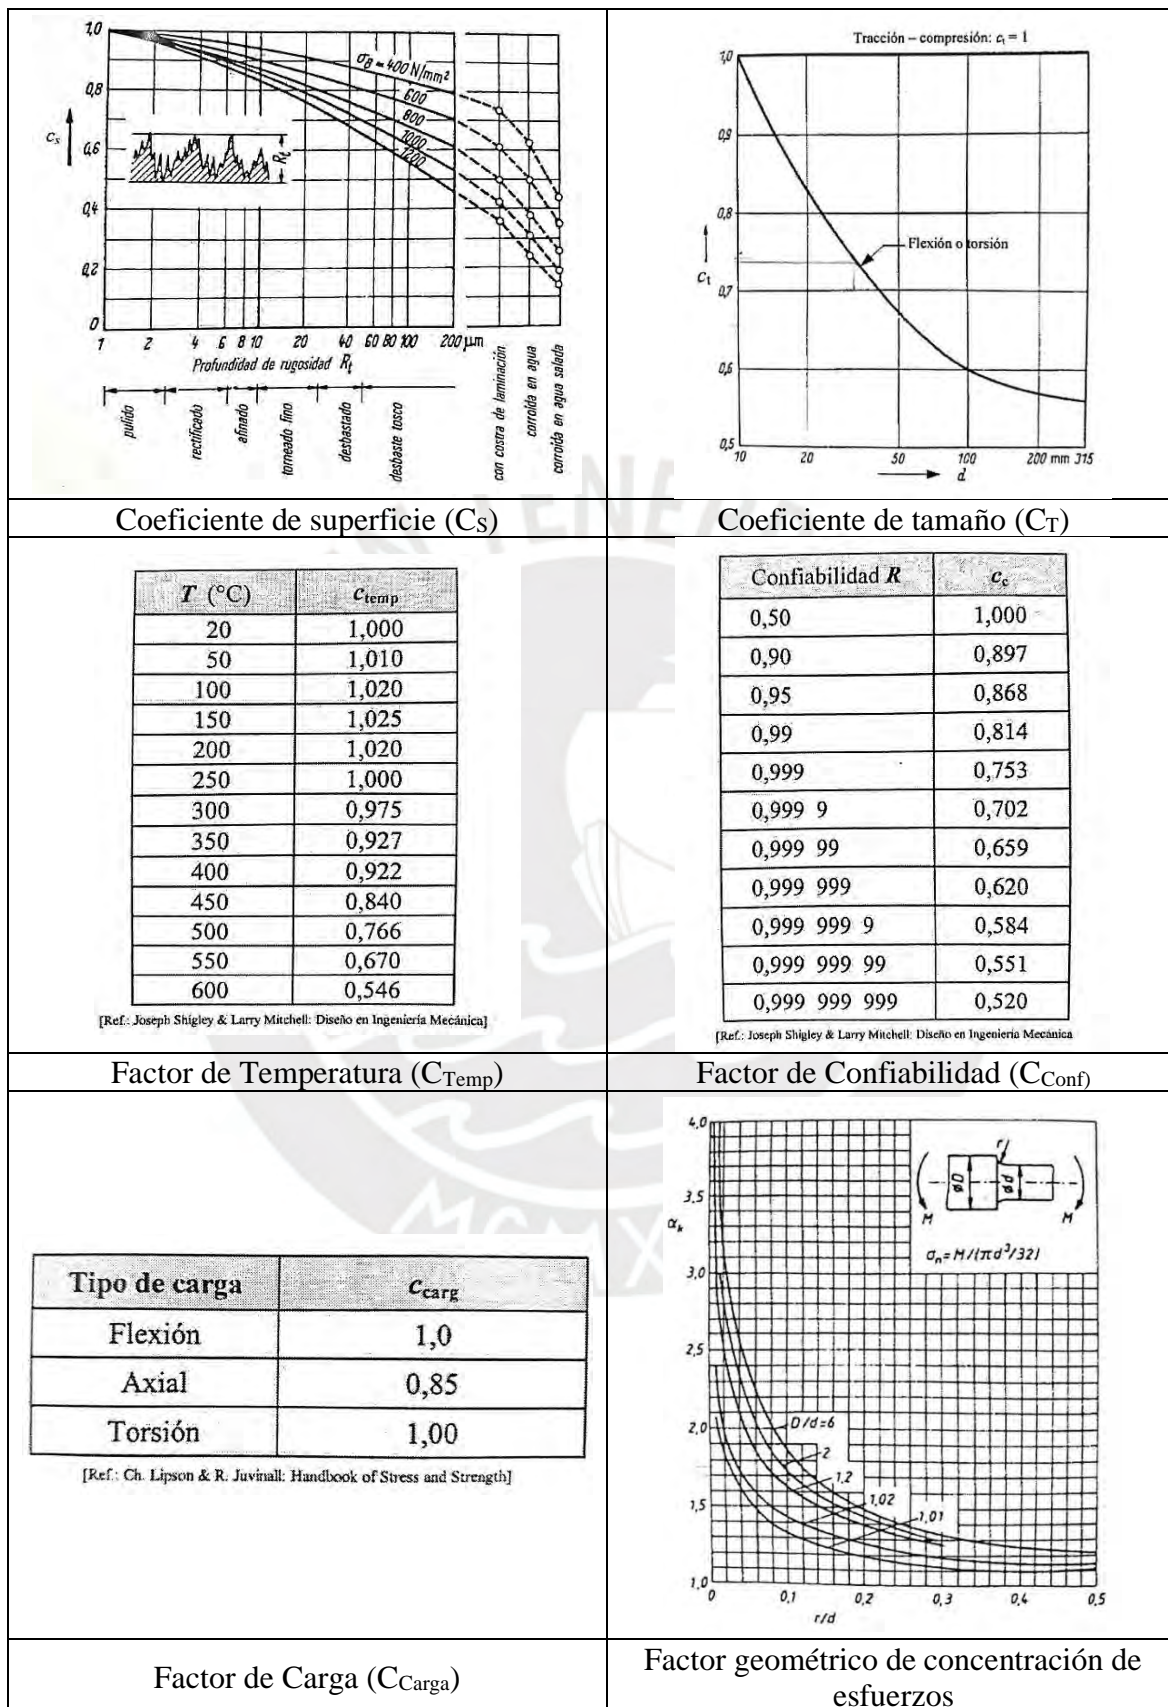 1,0
0,8
0,6
0,4
0,2
0
cs
σB = 400 N/mm²
600
800
1000
1200
Rt
1 2 4 6 8 10 20 40 60 80 100 200 µm
Profundidad de rugosidad Rt
pulido
rectificado
afinado
torneado fino
desbastado
desbaste tosco
con costra de laminación
corroída en agua
corroída en agua salada
Coeficiente de superficie (CS)
Tracción – compresión: ct = 1
1,0
0,9
0,8
0,7
0,6
0,5
ct
Flexión o torsión
10 20 50 100 200 mm 315
d
Coeficiente de tamaño (CT)
T (°C) ctemp
20 1,000
50 1,010
100 1,020
150 1,025
200 1,020
250 1,000
300 0,975
350 0,927
400 0,922
450 0,840
500 0,766
550 0,670
600 0,546
[Ref.: Joseph Shigley & Larry Mitchell: Diseño en Ingeniería Mecánica]
Factor de Temperatura (CTemp)
Confiabilidad R cc
0,50 1,000
0,90 0,897
0,95 0,868
0,99 0,814
0,999 0,753
0,999 9 0,702
0,999 99 0,659
0,999 999 0,620
0,999 999 9 0,584
0,999 999 99 0,551
0,999 999 999 0,520
[Ref.: Joseph Shigley & Larry Mitchell: Diseño en Ingeniería Mecánica
Factor de Confiabilidad (CConf)
Tipo de carga ccarg
Flexión 1,0
Axial 0,85
Torsión 1,00
[Ref.: Ch. Lipson & R. Juvinall: Handbook of Stress and Strength]
Factor de Carga (CCarga)
4,0
3,5
αk
3,0
2,5
2,0
1,5
1,0
r
øD
ød
M M
σn=M/(πd³/32)
D/d=6
2
1,2
1,02
1,01
0 0,1 0,2 0,3 0,4 0,5
r/d
Factor geométrico de concentración de
esfuerzos